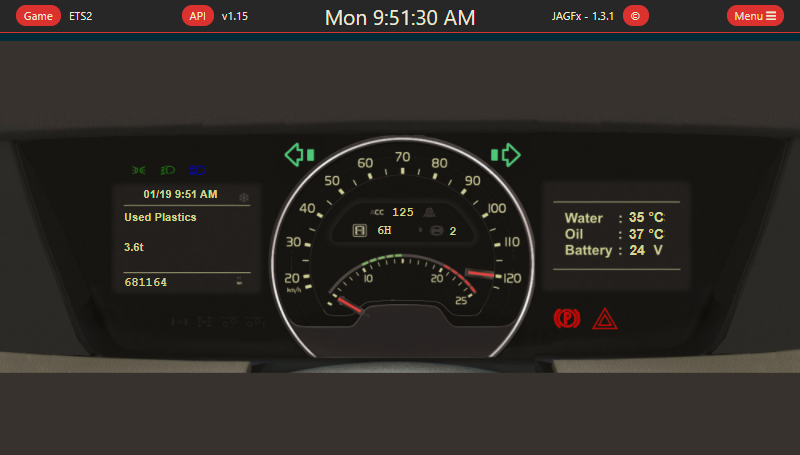 Game ETS2 API v1.15 Mon 9:51:30 AM JAGFx - 1.3.1 © Menu
01/19 9:51 AM
Used Plastics
3.6t
681164
20 30 40 50 60 70 80 90 100 110 120
km/h
ACC 125
A 6H 2
10 20 25
Water : 35 °C
Oil : 37 °C
Battery : 24 V
(P)